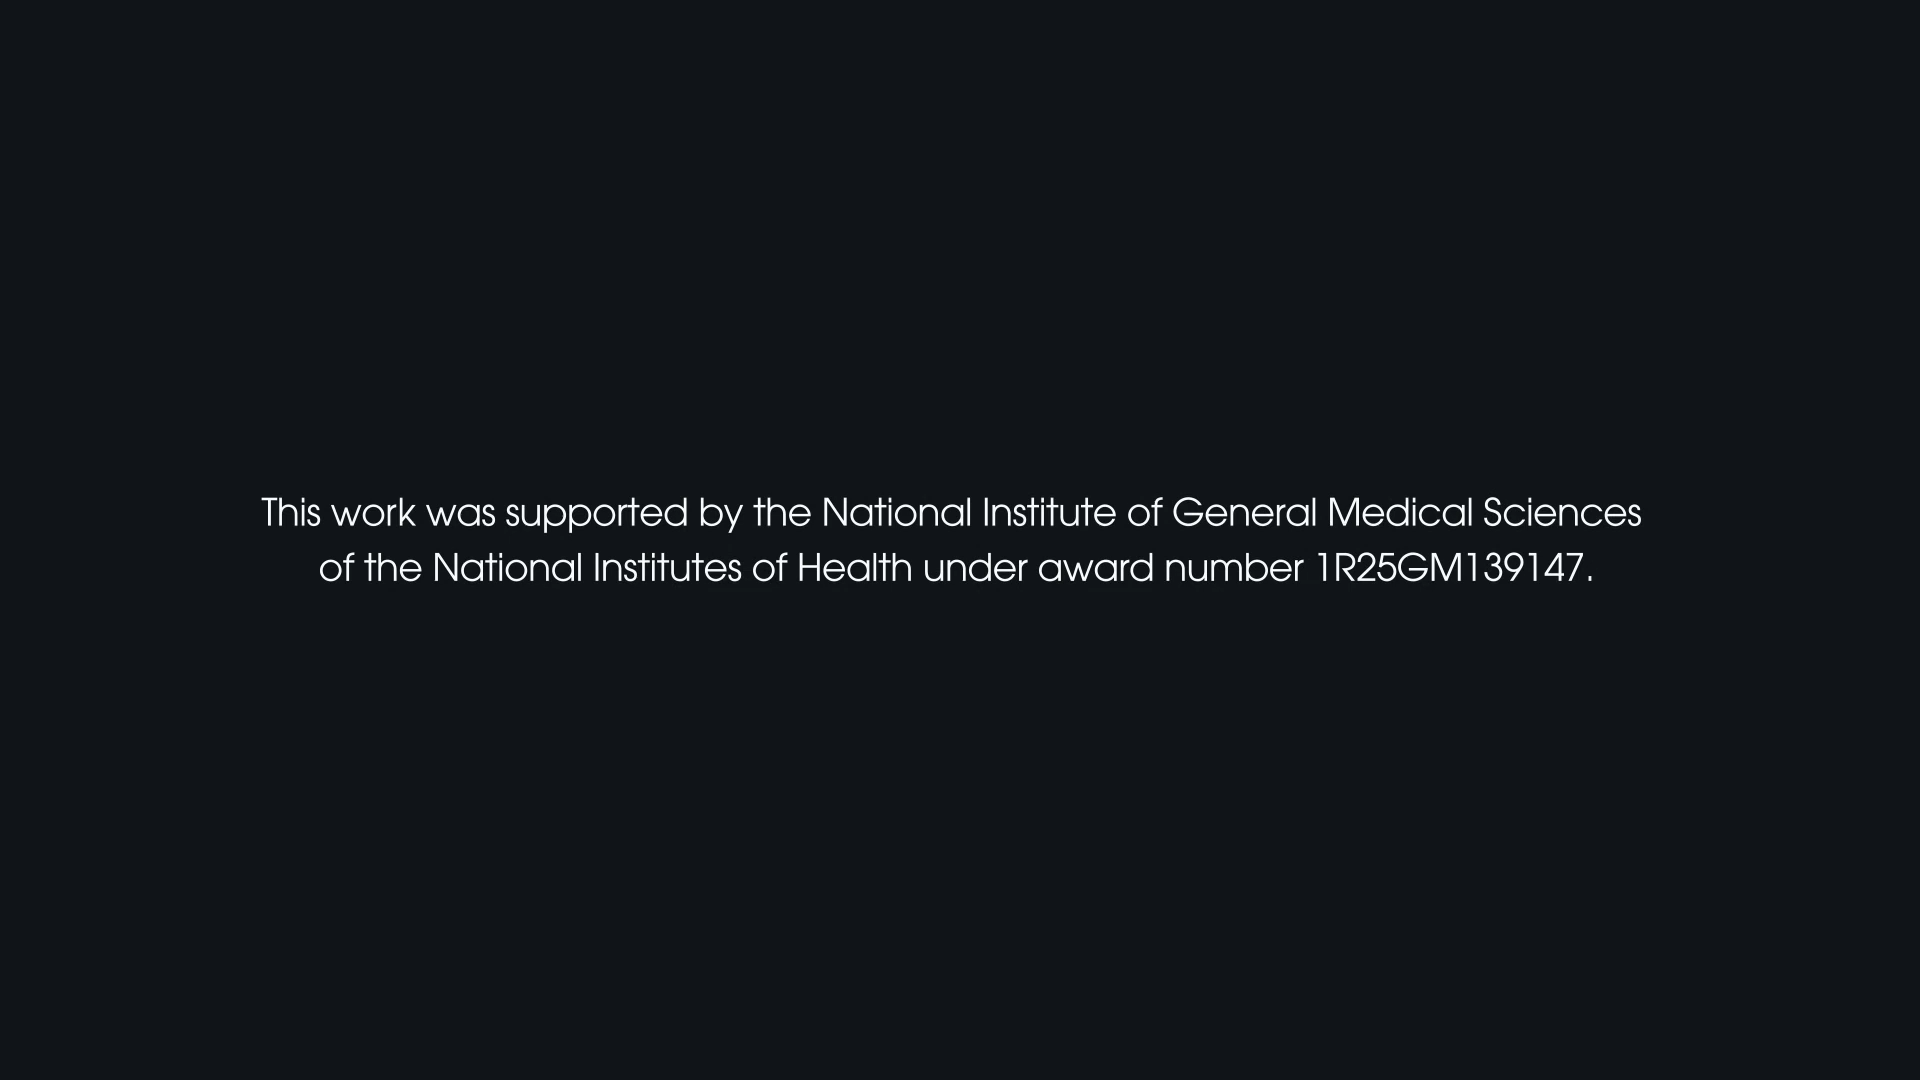 This work was supported by the National Institute of General Medical Sciences
of the National Institutes of Health under award number 1R25GM139147.